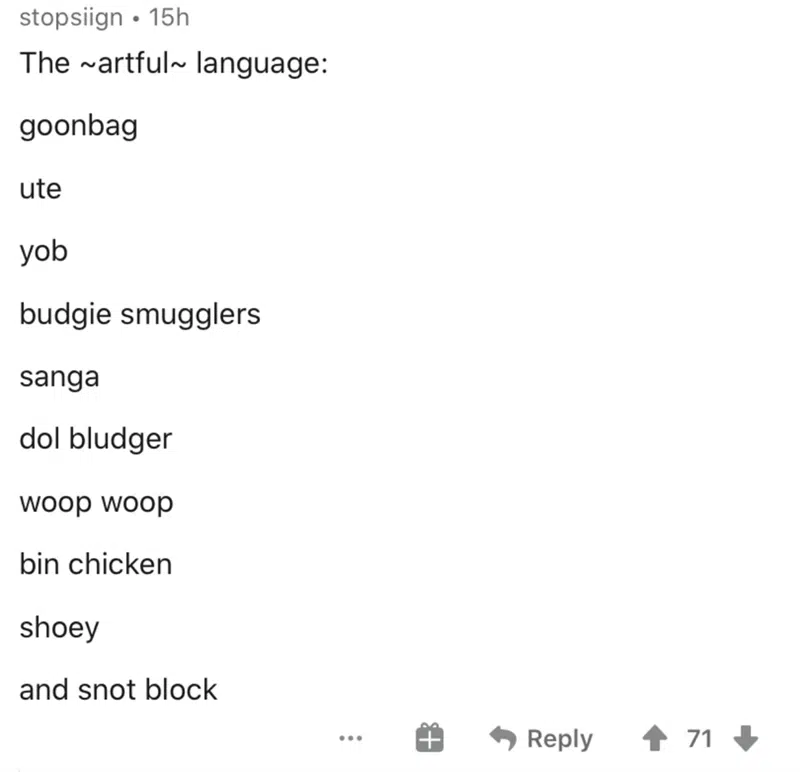 stopsiign • 15h
The ~artful~ language:
goonbag
ute
yob
budgie smugglers
sanga
dol bludger
woop woop
bin chicken
shoey
and snot block
... Reply 71